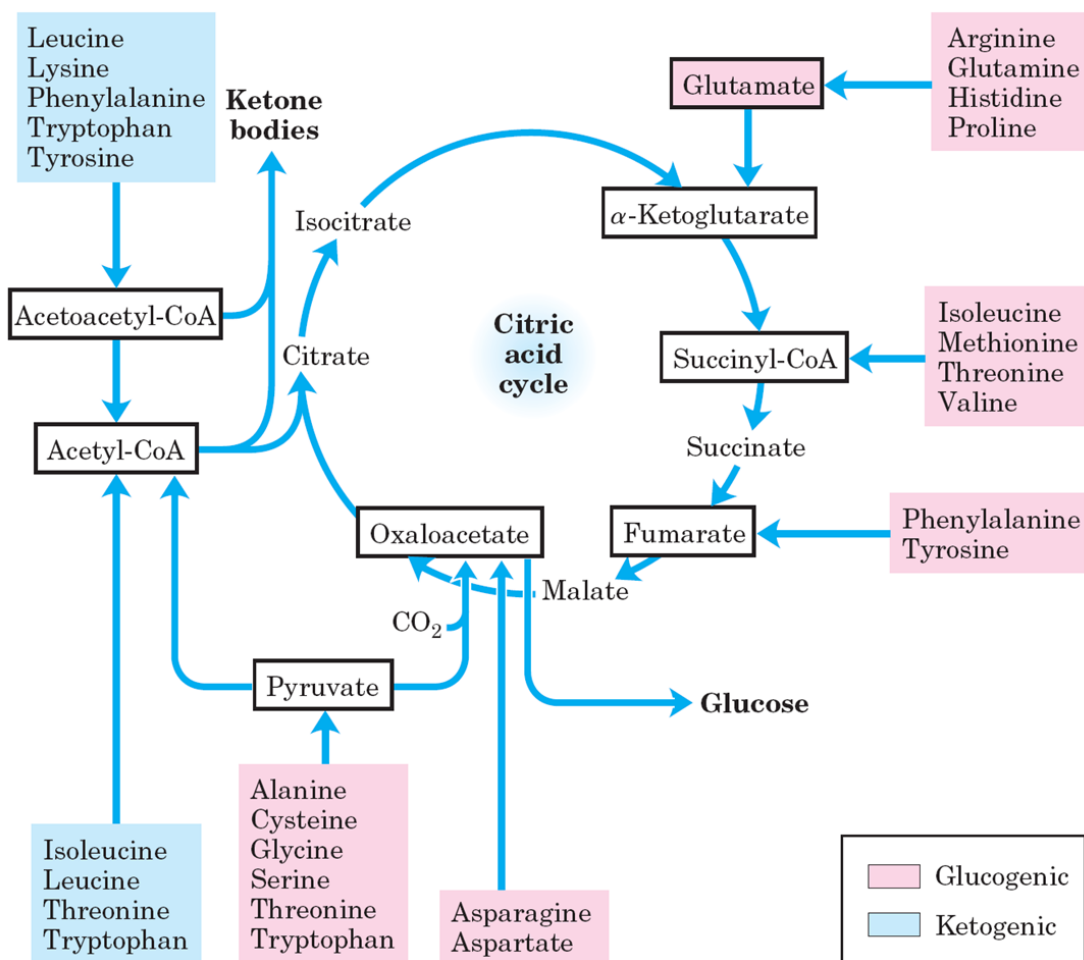 Leucine
Lysine
Phenylalanine
Tryptophan
Tyrosine
Ketone
bodies
Glutamate
Arginine
Glutamine
Histidine
Proline
Isocitrate
α-Ketoglutarate
Acetoacetyl-CoA
Citrate
Citric
acid
cycle
Succinyl-CoA
Isoleucine
Methionine
Threonine
Valine
Acetyl-CoA
Succinate
Oxaloacetate
Fumarate
Phenylalanine
Tyrosine
Malate
CO₂
Pyruvate
Glucose
Isoleucine
Leucine
Threonine
Tryptophan
Alanine
Cysteine
Glycine
Serine
Threonine
Tryptophan
Asparagine
Aspartate
Glucogenic
Ketogenic